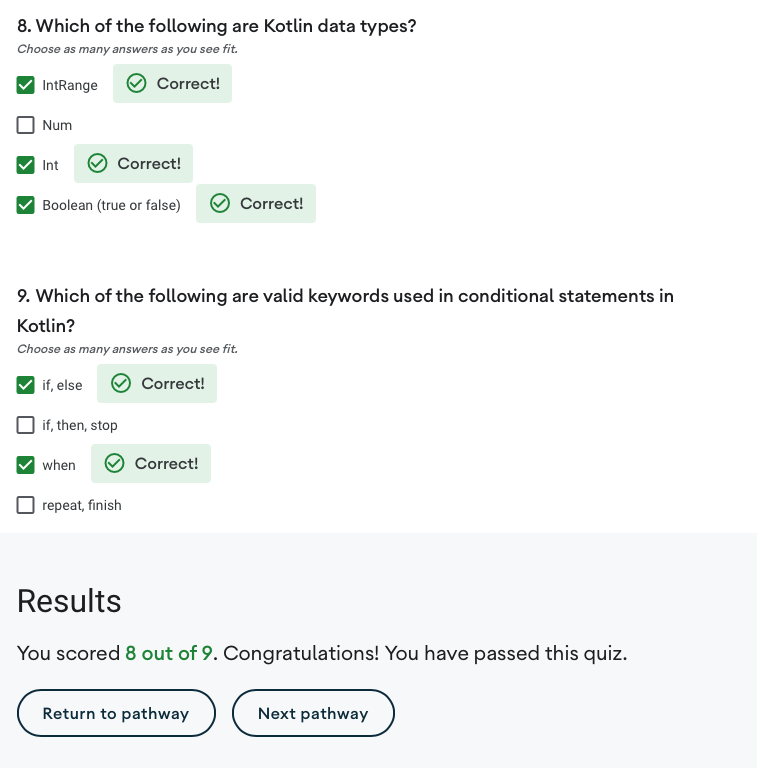 8. Which of the following are Kotlin data types?
Choose as many answers as you see fit.
IntRange Correct!
Num
Int Correct!
Boolean (true or false) Correct!
9. Which of the following are valid keywords used in conditional statements in
Kotlin?
Choose as many answers as you see fit.
if, else Correct!
if, then, stop
when Correct!
repeat, finish
Results
You scored 8 out of 9. Congratulations! You have passed this quiz.
Return to pathway Next pathway